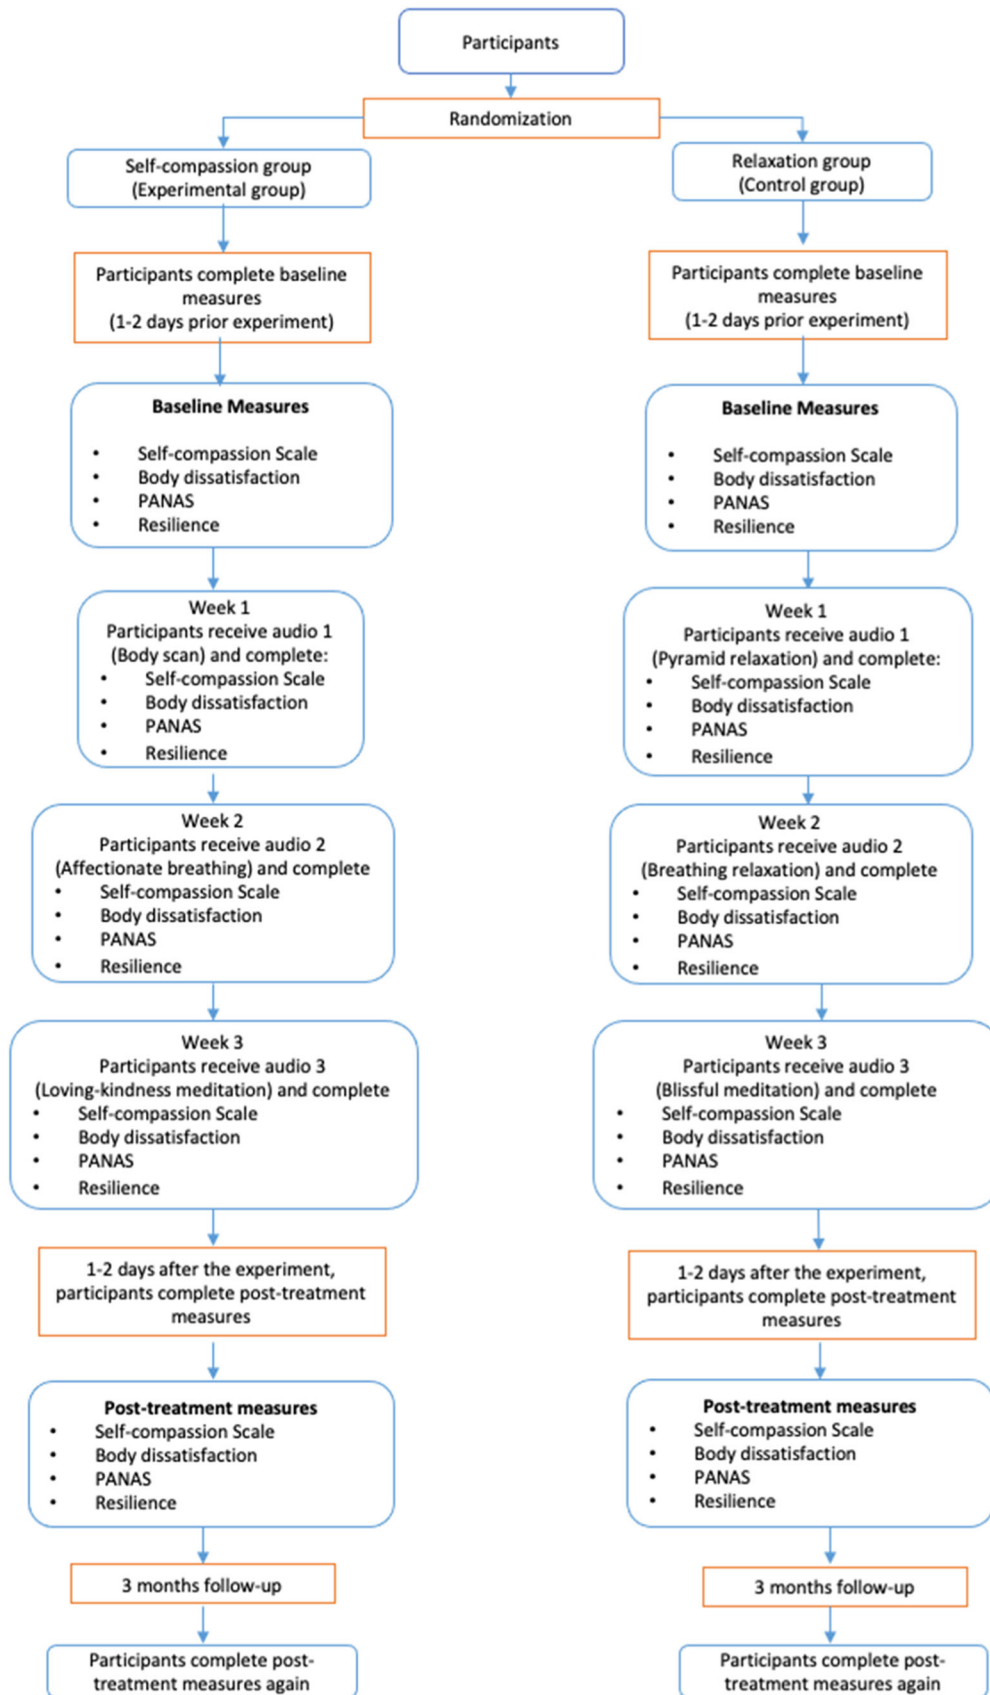 Participants
Randomization
Self-compassion group
(Experimental group)
Relaxation group
(Control group)
Participants complete baseline
measures
(1-2 days prior experiment)
Participants complete baseline
measures
(1-2 days prior experiment)
Baseline Measures
• Self-compassion Scale
• Body dissatisfaction
• PANAS
• Resilience
Baseline Measures
• Self-compassion Scale
• Body dissatisfaction
• PANAS
• Resilience
Week 1
Participants receive audio 1
(Body scan) and complete:
• Self-compassion Scale
• Body dissatisfaction
• PANAS
• Resilience
Week 1
Participants receive audio 1
(Pyramid relaxation) and complete:
• Self-compassion Scale
• Body dissatisfaction
• PANAS
• Resilience
Week 2
Participants receive audio 2
(Affectionate breathing) and complete
• Self-compassion Scale
• Body dissatisfaction
• PANAS
• Resilience
Week 2
Participants receive audio 2
(Breathing relaxation) and complete
• Self-compassion Scale
• Body dissatisfaction
• PANAS
• Resilience
Week 3
Participants receive audio 3
(Loving-kindness meditation) and complete
• Self-compassion Scale
• Body dissatisfaction
• PANAS
• Resilience
Week 3
Participants receive audio 3
(Blissful meditation) and complete
• Self-compassion Scale
• Body dissatisfaction
• PANAS
• Resilience
1-2 days after the experiment,
participants complete post-treatment
measures
1-2 days after the experiment,
participants complete post-treatment
measures
Post-treatment measures
• Self-compassion Scale
• Body dissatisfaction
• PANAS
• Resilience
Post-treatment measures
• Self-compassion Scale
• Body dissatisfaction
• PANAS
• Resilience
3 months follow-up
3 months follow-up
Participants complete post-
treatment measures again
Participants complete post-
treatment measures again